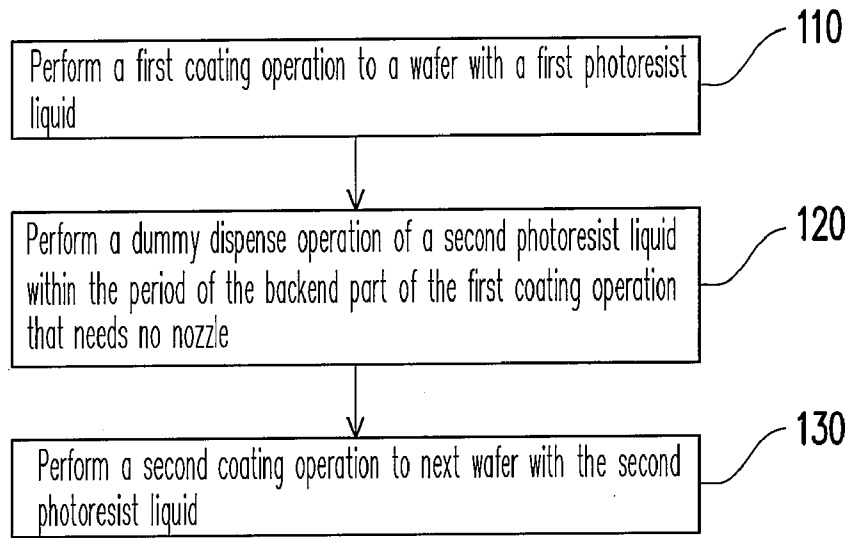 110
Perform a first coating operation to a wafer with a first photoresist
liquid
120
Perform a dummy dispense operation of a second photoresist liquid
within the period of the backend part of the first coating operation
that needs no nozzle
130
Perform a second coating operation to next wafer with the second
photoresist liquid